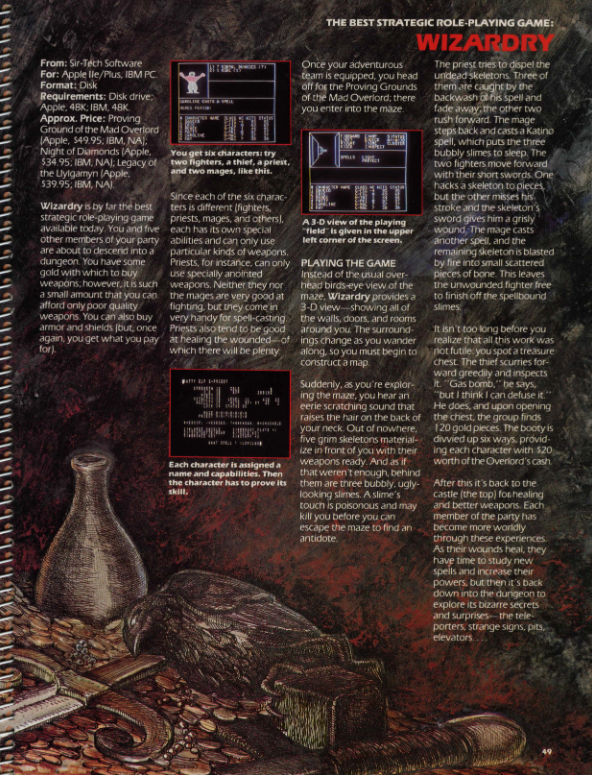 THE BEST STRATEGIC ROLE-PLAYING GAME:
WIZARDRY
From: Sir-Tech Software
For: Apple IIe/Plus, IBM PC
Format: Disk
Requirements: Disk drive;
Apple, 48K; IBM, 48K
Approx. Price: Proving
Ground of the Mad Overlord
(Apple, $49.95; IBM, NA);
Night of Diamonds (Apple,
$34.95; IBM, NA); Legacy of
the Llylgamyn (Apple,
$39.95; IBM, NA)
Wizardry is by far the best
strategic role-playing game
available today. You and five
other members of your party
are about to descend into a
dungeon. You have some
gold with which to buy
weapons; however, it is such
a small amount that you can
afford only poor quality
weapons. You can also buy
armor and shields (but, once
again, you get what you pay
for).
You get six characters: try
two fighters, a thief, a priest,
and two mages, like this.
Since each of the six charac-
ters is different (fighters,
priests, mages, and others),
each has its own special
abilities and can only use
particular kinds of weapons.
Priests, for instance, can only
use specially anointed
weapons. Neither they nor
the mages are very good at
fighting, but they come in
very handy for spell-casting.
Priests also tend to be good
at healing the wounded—of
which there will be plenty.
Each character is assigned a
name and capabilities. Then
the character has to prove its
skill.
Once your adventurous
team is equipped, you head
off for the Proving Grounds
of the Mad Overlord; there
you enter into the maze.
A 3-D view of the playing
"field" is given in the upper
left corner of the screen.
PLAYING THE GAME
Instead of the usual over-
head birds-eye view of the
maze, Wizardry provides a
3-D view—showing all of
the walls, doors, and rooms
around you. The surround-
ings change as you wander
along, so you must begin to
construct a map.
Suddenly, as you're explor-
ing the maze, you hear an
eerie scratching sound that
raises the hair on the back of
your neck. Out of nowhere,
five grim skeletons material-
ize in front of you with their
weapons ready. And as if
that weren't enough, behind
them are three bubbly, ugly-
looking slimes. A slime's
touch is poisonous and may
kill you before you can
escape the maze to find an
antidote.
The priest tries to dispel the
undead skeletons. Three of
them are caught by the
backwash of his spell and
fade away; the other two
rush forward. The mage
steps back and casts a Katino
spell, which puts the three
bubbly slimes to sleep. The
two fighters move forward
with their short swords. One
hacks a skeleton to pieces,
but the other misses his
stroke and the skeleton's
sword gives him a grisly
wound. The mage casts
another spell, and the
remaining skeleton is blasted
by fire into small scattered
pieces of bone. This leaves
the unwounded fighter free
to finish off the spellbound
slimes.
It isn't too long before you
realize that all this work was
not futile: you spot a treasure
chest. The thief scurries for-
ward greedily and inspects
it. "Gas bomb," he says,
"but I think I can defuse it."
He does, and upon opening
the chest, the group finds
120 gold pieces. The booty is
divvied up six ways, provid-
ing each character with $20
worth of the Overlord's cash.
After this it's back to the
castle (the top) for healing
and better weapons. Each
member of the party has
become more worldly
through these experiences.
As their wounds heal, they
have time to study new
spells and increase their
powers, but then it's back
down into the dungeon to
explore its bizarre secrets
and surprises—the tele-
porters, strange signs, pits,
elevators.
49